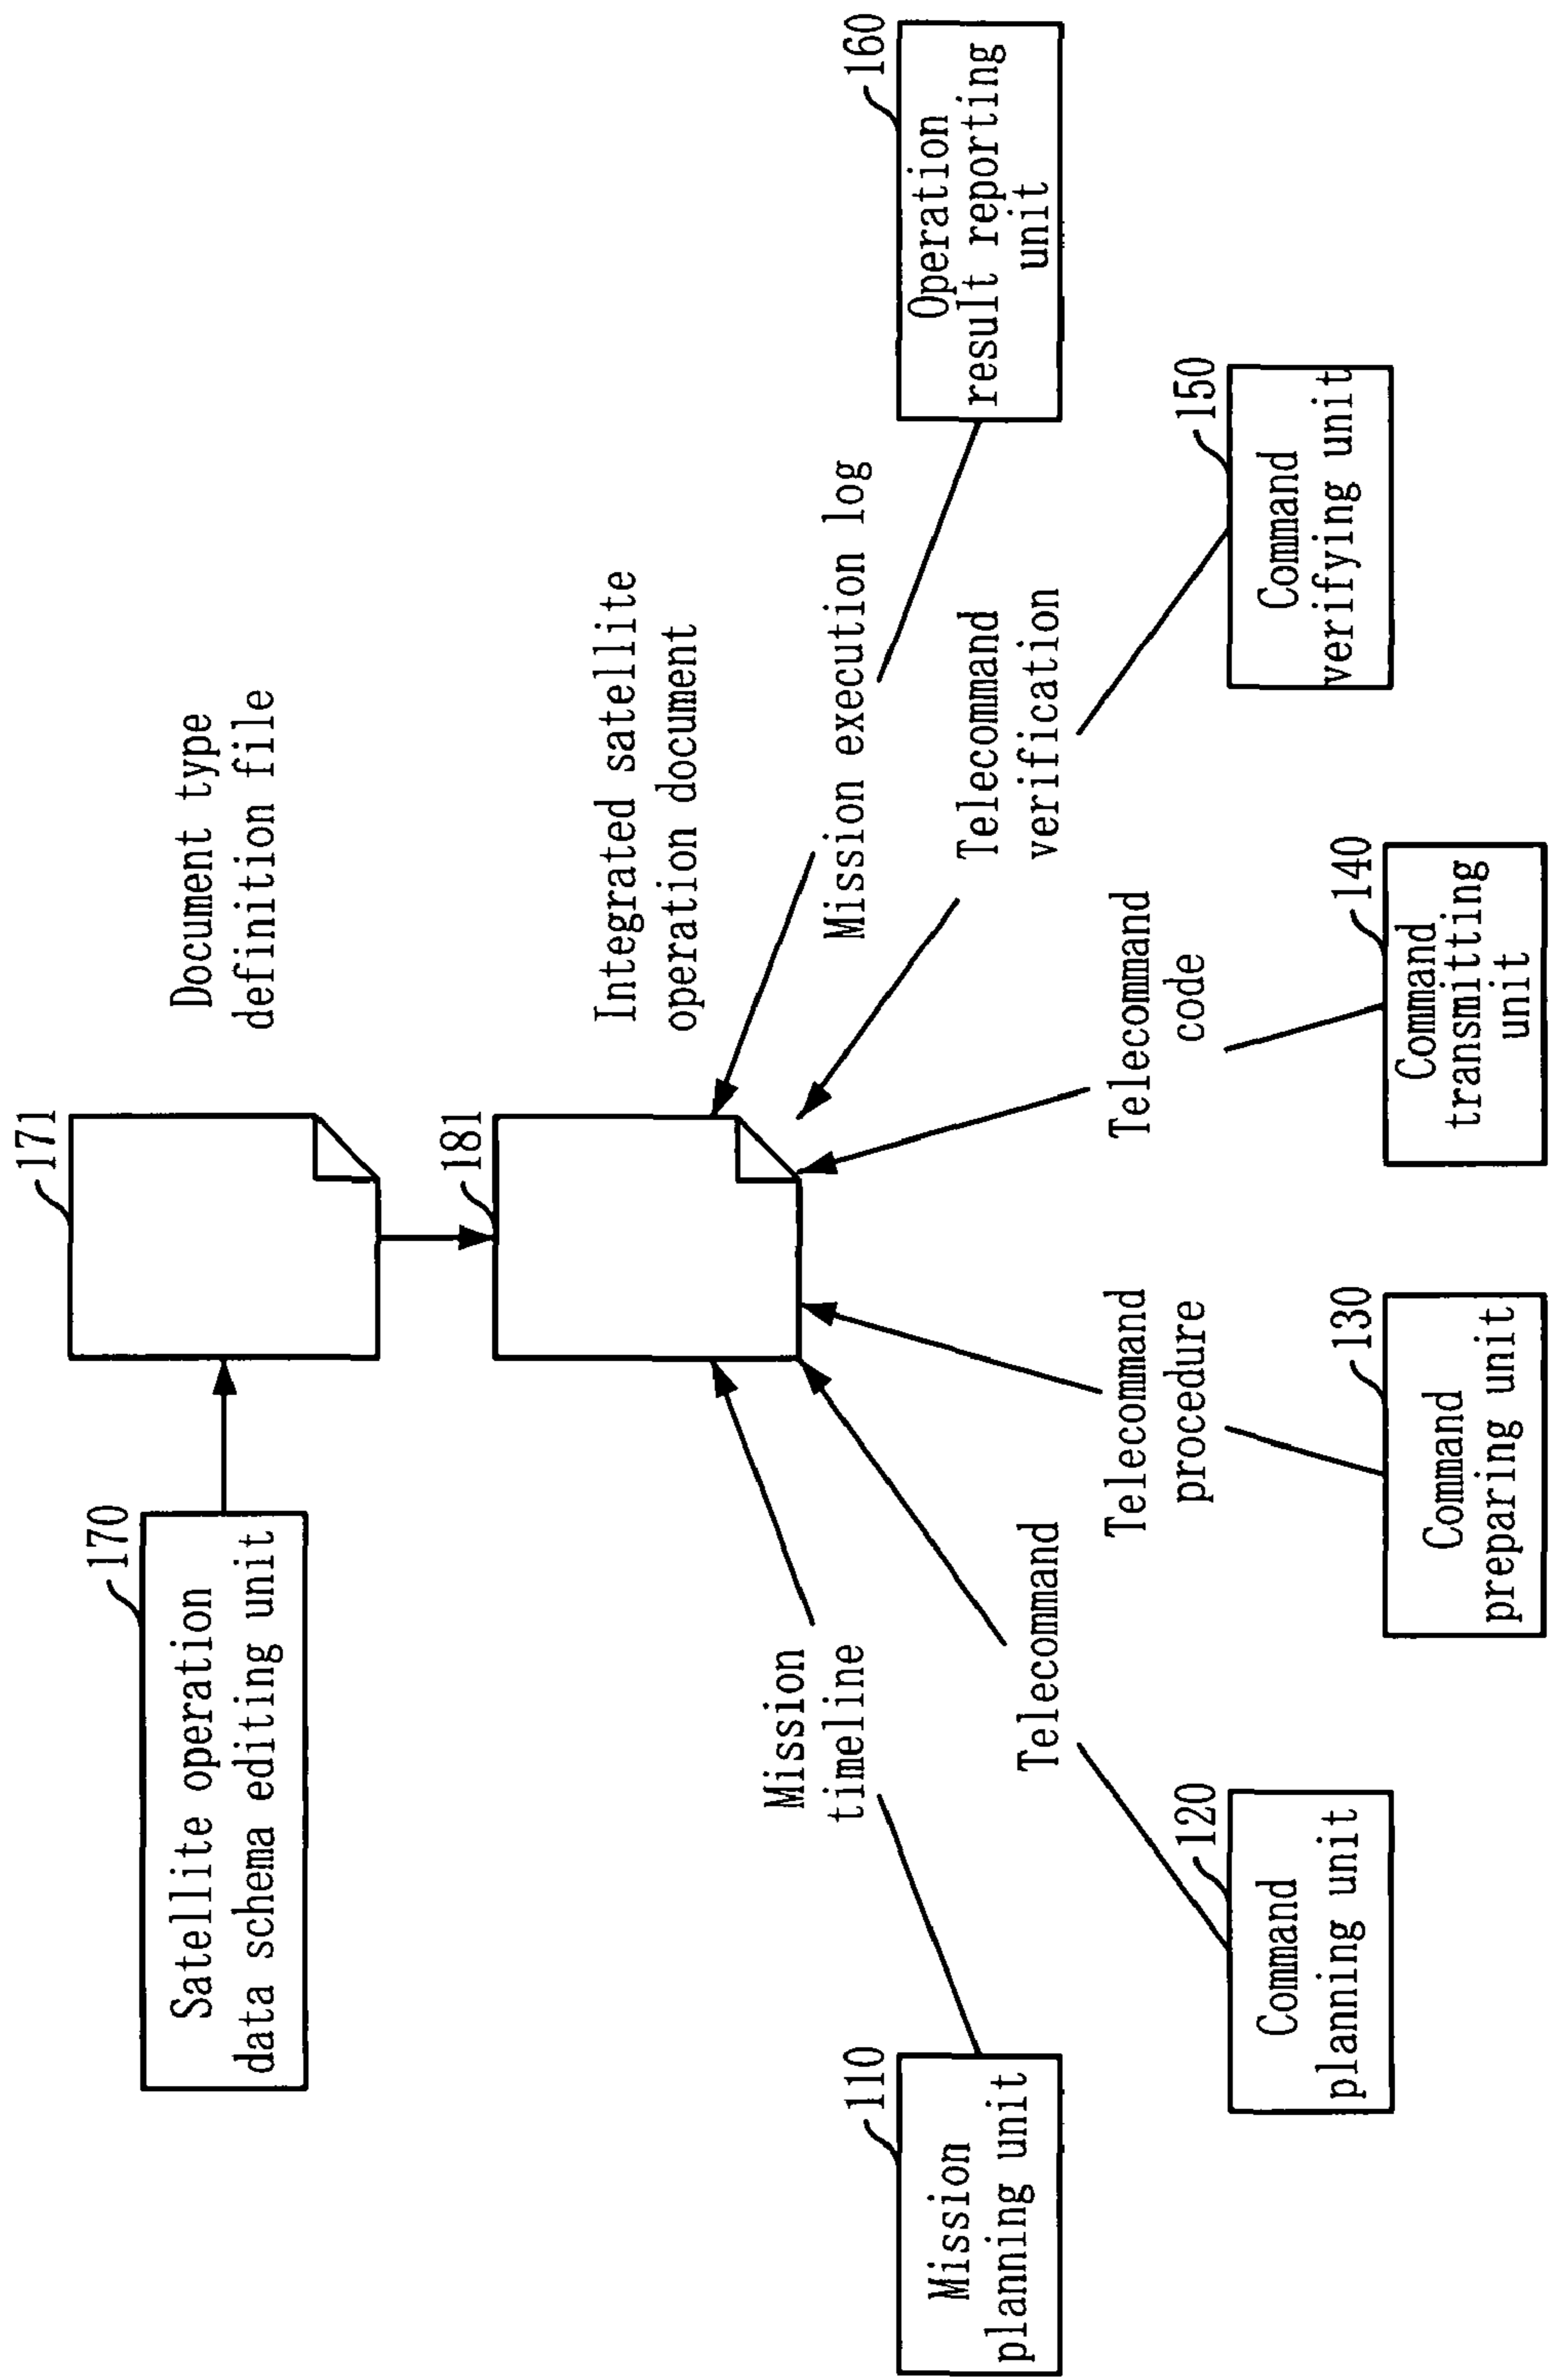 170
Satellite operation
data schema editing unit
171
Document type
definition file
181
Integrated satellite
operation document
Mission
timeline
Mission execution log
110
Mission
planning unit
160
Operation
result reporting
unit
Telecommand
Telecommand
verification
Telecommand
procedure
Telecommand
code
120
Command
planning unit
150
Command
verifying unit
130
Command
preparing unit
140
Command
transmitting
unit